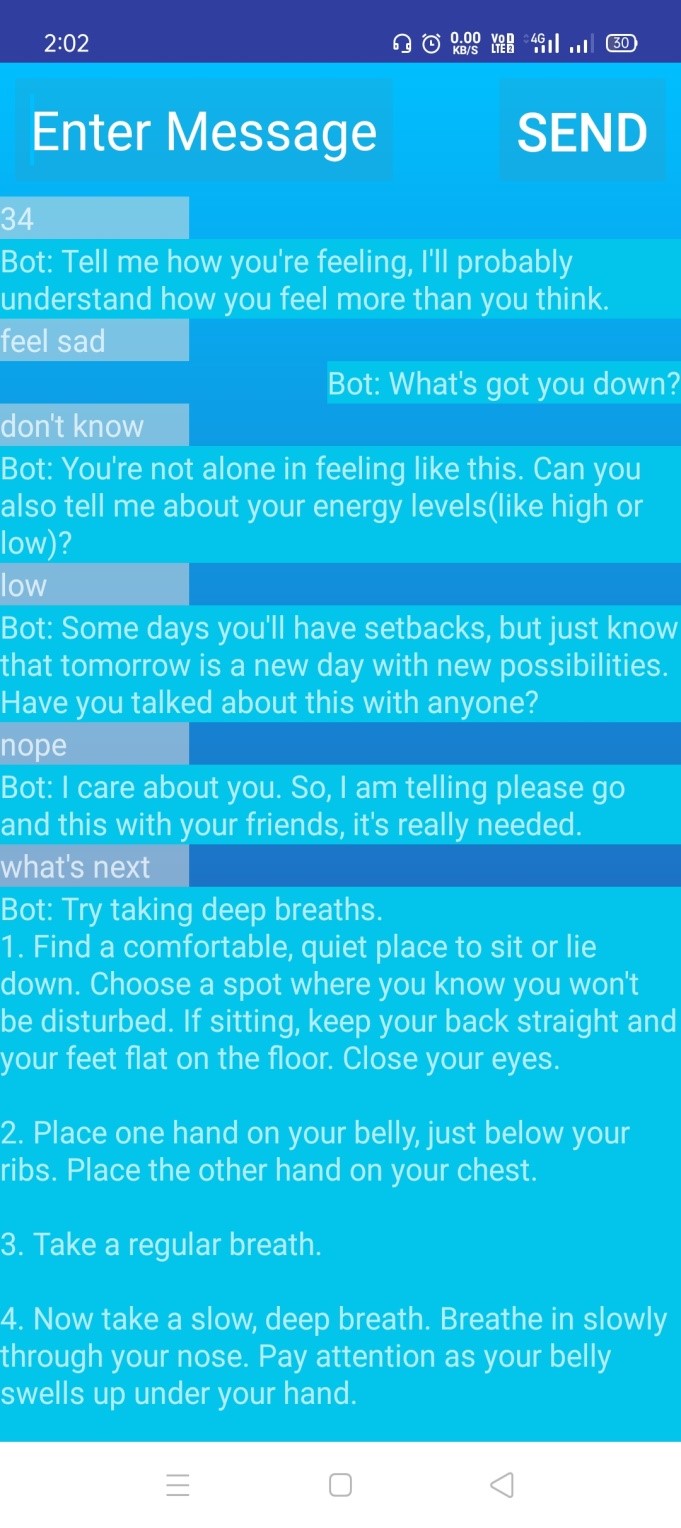 2:02
0.00
KB/S
Vo
LTE 2
4G
30
Enter Message
SEND
34
Bot: Tell me how you're feeling, I'll probably
understand how you feel more than you think.
feel sad
Bot: What's got you down?
don't know
Bot: You're not alone in feeling like this. Can you
also tell me about your energy levels(like high or
low)?
low
Bot: Some days you'll have setbacks, but just know
that tomorrow is a new day with new possibilities.
Have you talked about this with anyone?
nope
Bot: I care about you. So, I am telling please go
and this with your friends, it's really needed.
what's next
Bot: Try taking deep breaths.
1. Find a comfortable, quiet place to sit or lie
down. Choose a spot where you know you won't
be disturbed. If sitting, keep your back straight and
your feet flat on the floor. Close your eyes.
2. Place one hand on your belly, just below your
ribs. Place the other hand on your chest.
3. Take a regular breath.
4. Now take a slow, deep breath. Breathe in slowly
through your nose. Pay attention as your belly
swells up under your hand.